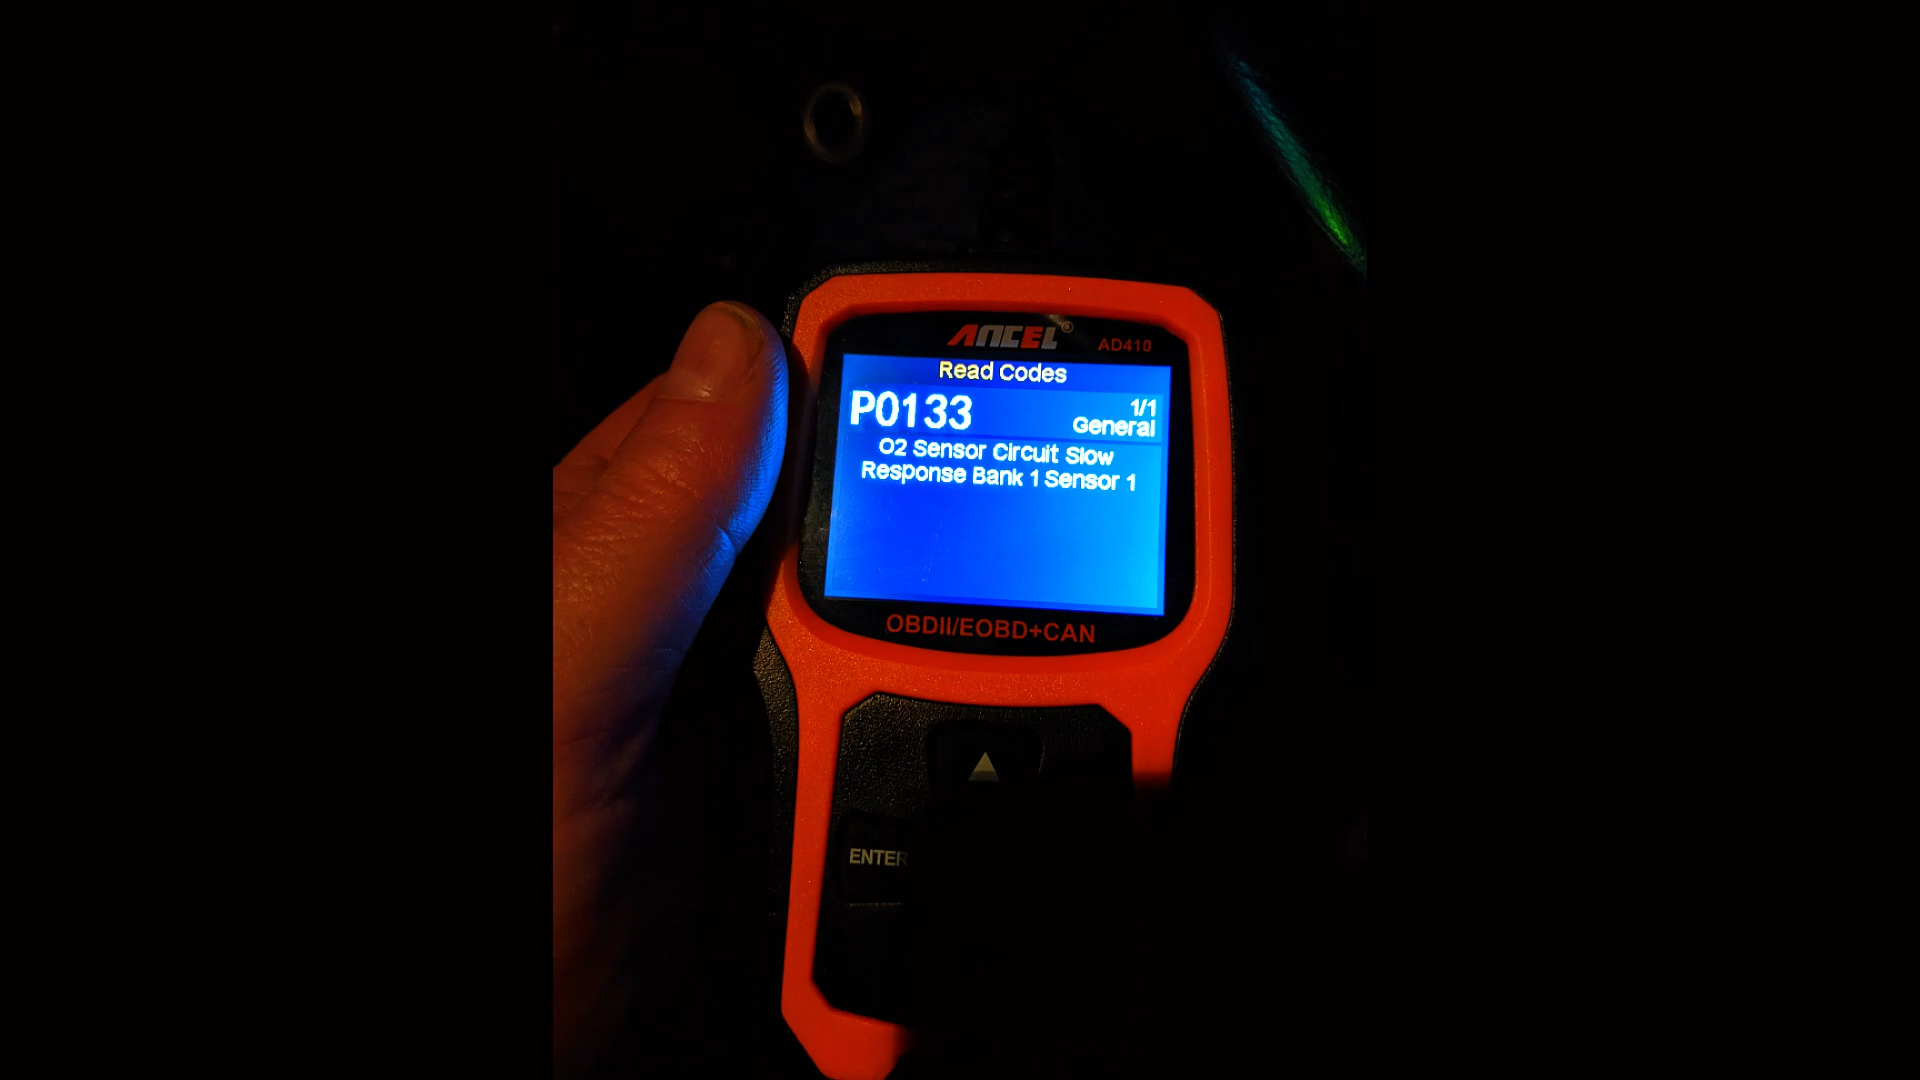 ANCEL®
AD410
Read Codes
P0133
1/1
General
O2 Sensor Circuit Slow
Response Bank 1 Sensor 1
OBDII/EOBD+CAN
ENTER